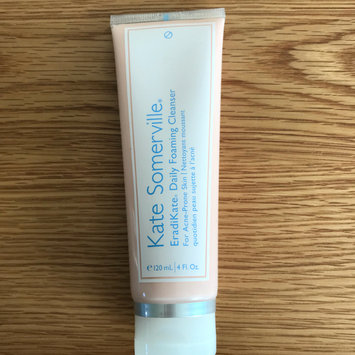 Kate Somerville®
EradiKate® Daily Foaming Cleanser
For Acne-Prone Skin | Nettoyant moussant
quotidien peau sujette à l'acné
℮ 120 mL | 4 Fl. Oz.